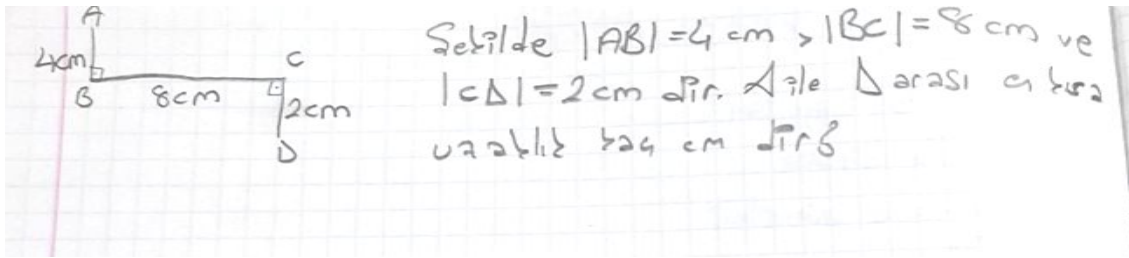 A
4cm
B
8cm
C
2cm
D
Şekilde |AB|=4 cm, |BC|=8 cm ve
|CD|=2 cm dir. A ile D arası en kısa
uzaklık kaç cm dir?